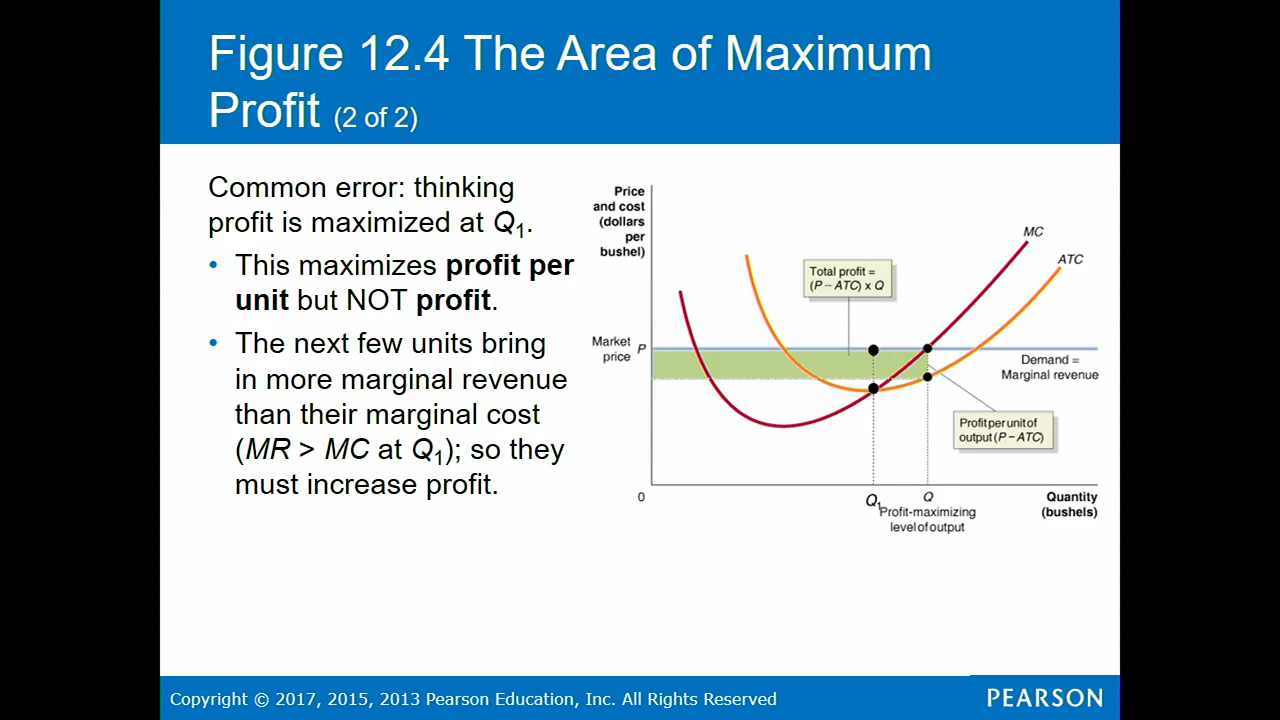 Figure 12.4 The Area of Maximum
Profit (2 of 2)
Common error: thinking
profit is maximized at Q1.
• This maximizes profit per
unit but NOT profit.
• The next few units bring
in more marginal revenue
than their marginal cost
(MR > MC at Q1); so they
must increase profit.
Price
and cost
(dollars
per
bushel)
MC
ATC
Total profit =
(P – ATC) x Q
Market
price
P
Demand =
Marginal revenue
Profit per unit of
output (P – ATC)
0
Q1
Q
Profit-maximizing
level of output
Quantity
(bushels)
Copyright © 2017, 2015, 2013 Pearson Education, Inc. All Rights Reserved
PEARSON